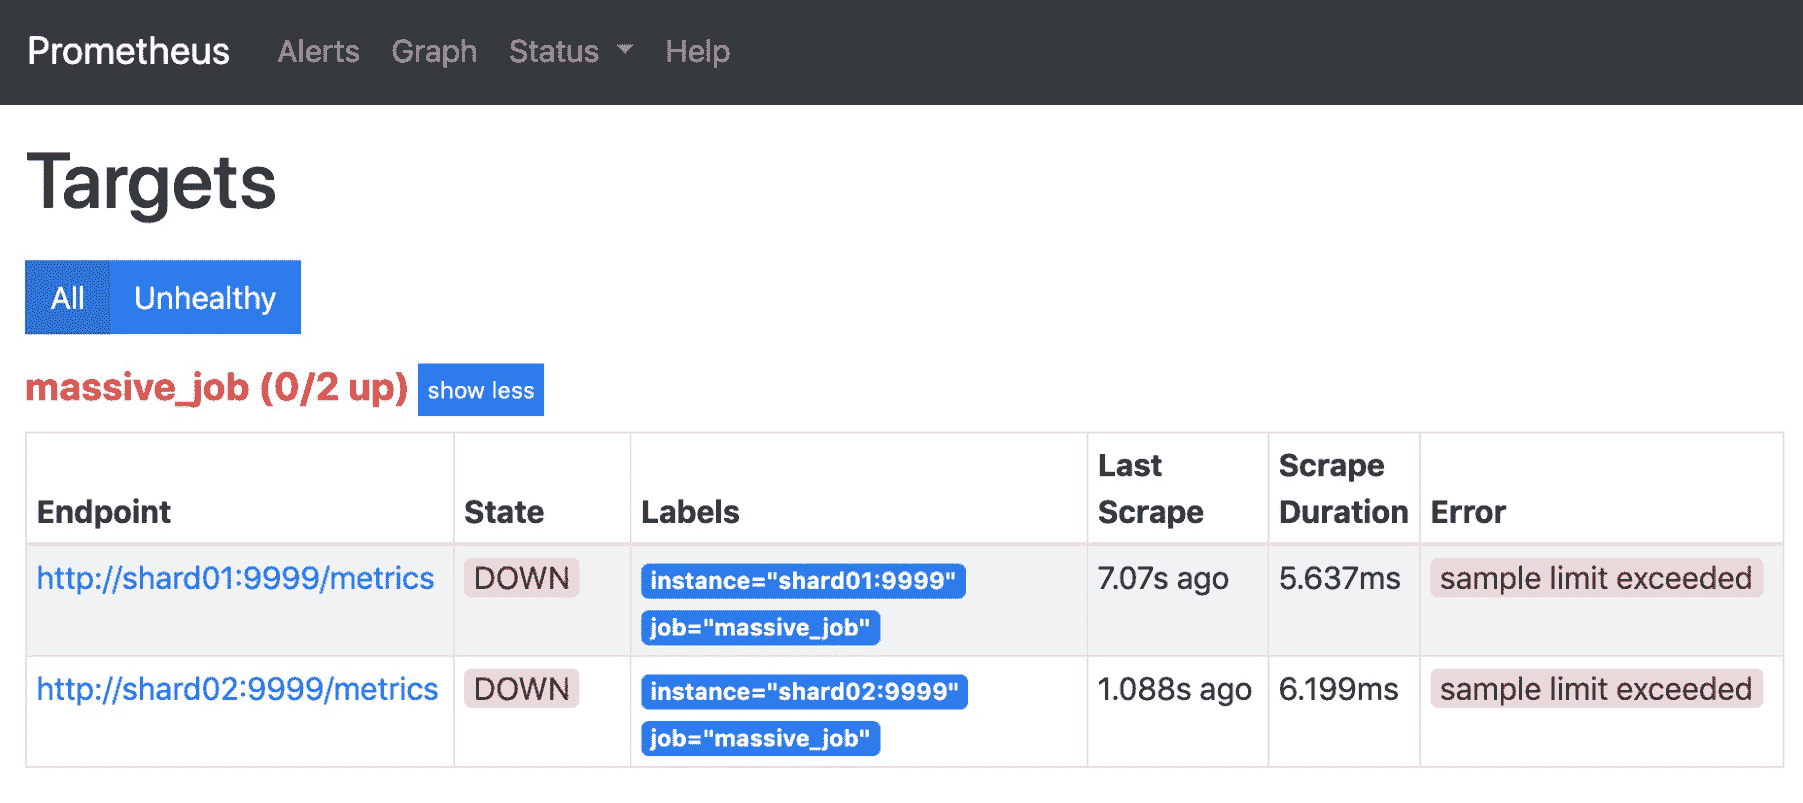 Prometheus Alerts Graph Status Help
Targets
All Unhealthy
massive_job (0/2 up) show less
Endpoint State Labels Last Scrape Scrape Duration Error
http://shard01:9999/metrics DOWN instance="shard01:9999" 7.07s ago 5.637ms sample limit exceeded
job="massive_job"
http://shard02:9999/metrics DOWN instance="shard02:9999" 1.088s ago 6.199ms sample limit exceeded
job="massive_job"